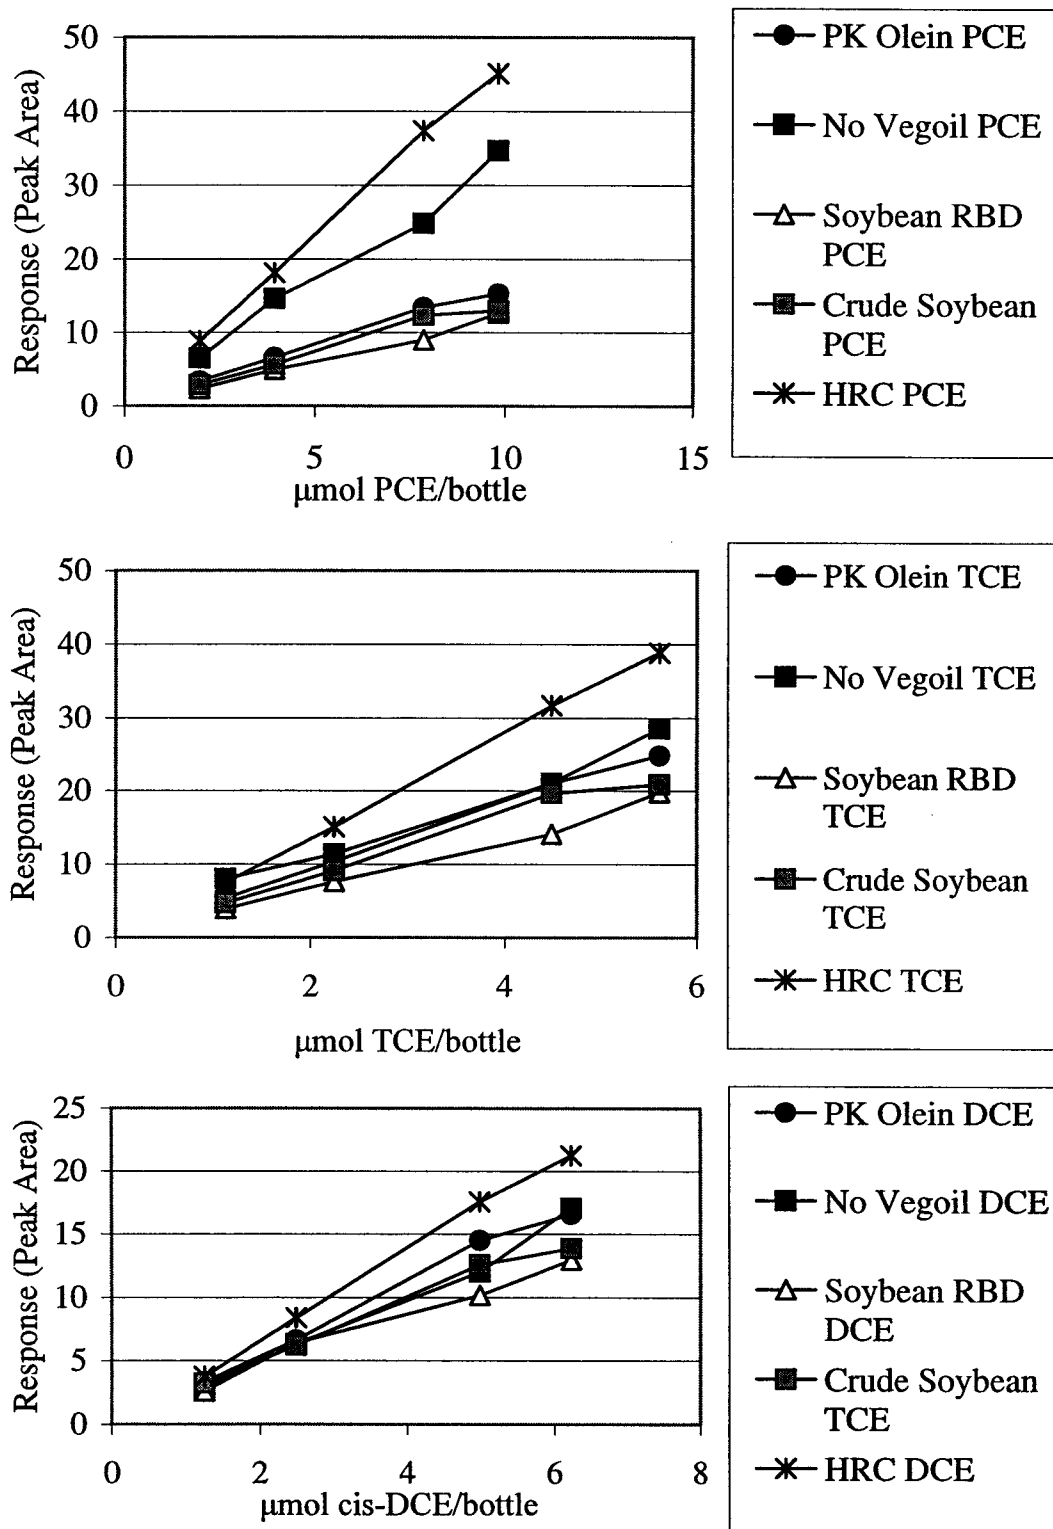 50
40
30
20
10
0
Response (Peak Area)
0 5 10 15
µmol PCE/bottle
PK Olein PCE
No Vegoil PCE
Soybean RBD
PCE
Crude Soybean
PCE
HRC PCE
50
40
30
20
10
0
Response (Peak Area)
0 2 4 6
µmol TCE/bottle
PK Olein TCE
No Vegoil TCE
Soybean RBD
TCE
Crude Soybean
TCE
HRC TCE
25
20
15
10
5
0
Response (Peak Area)
0 2 4 6 8
µmol cis-DCE/bottle
PK Olein DCE
No Vegoil DCE
Soybean RBD
DCE
Crude Soybean
TCE
HRC DCE